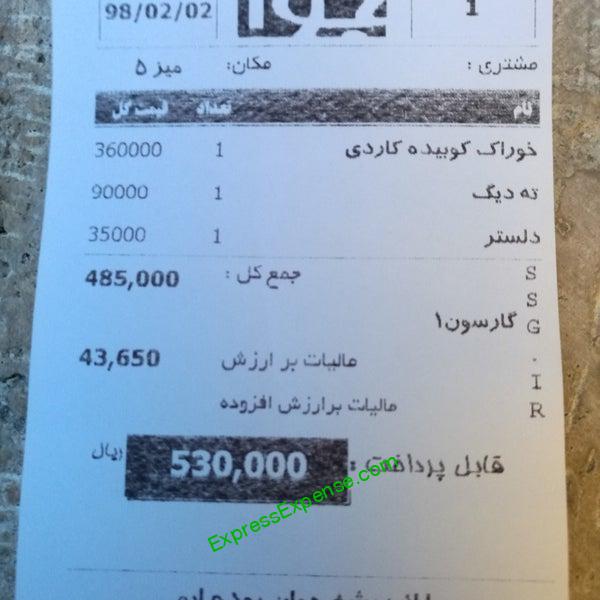 1
98/02/02
مشتری :
مکان:
میز ۵
نام
تعداد
قیمت کل
خوراک کوبیده کاردی
1
360000
ته دیگ
1
90000
دلستر
1
35000
جمع کل :
485,000
گارسون۱
SSG.IR
مالیات بر ارزش
43,650
مالیات برارزش افزوده
قابل پرداخت :
530,000
ریال
ExpressExpense.com